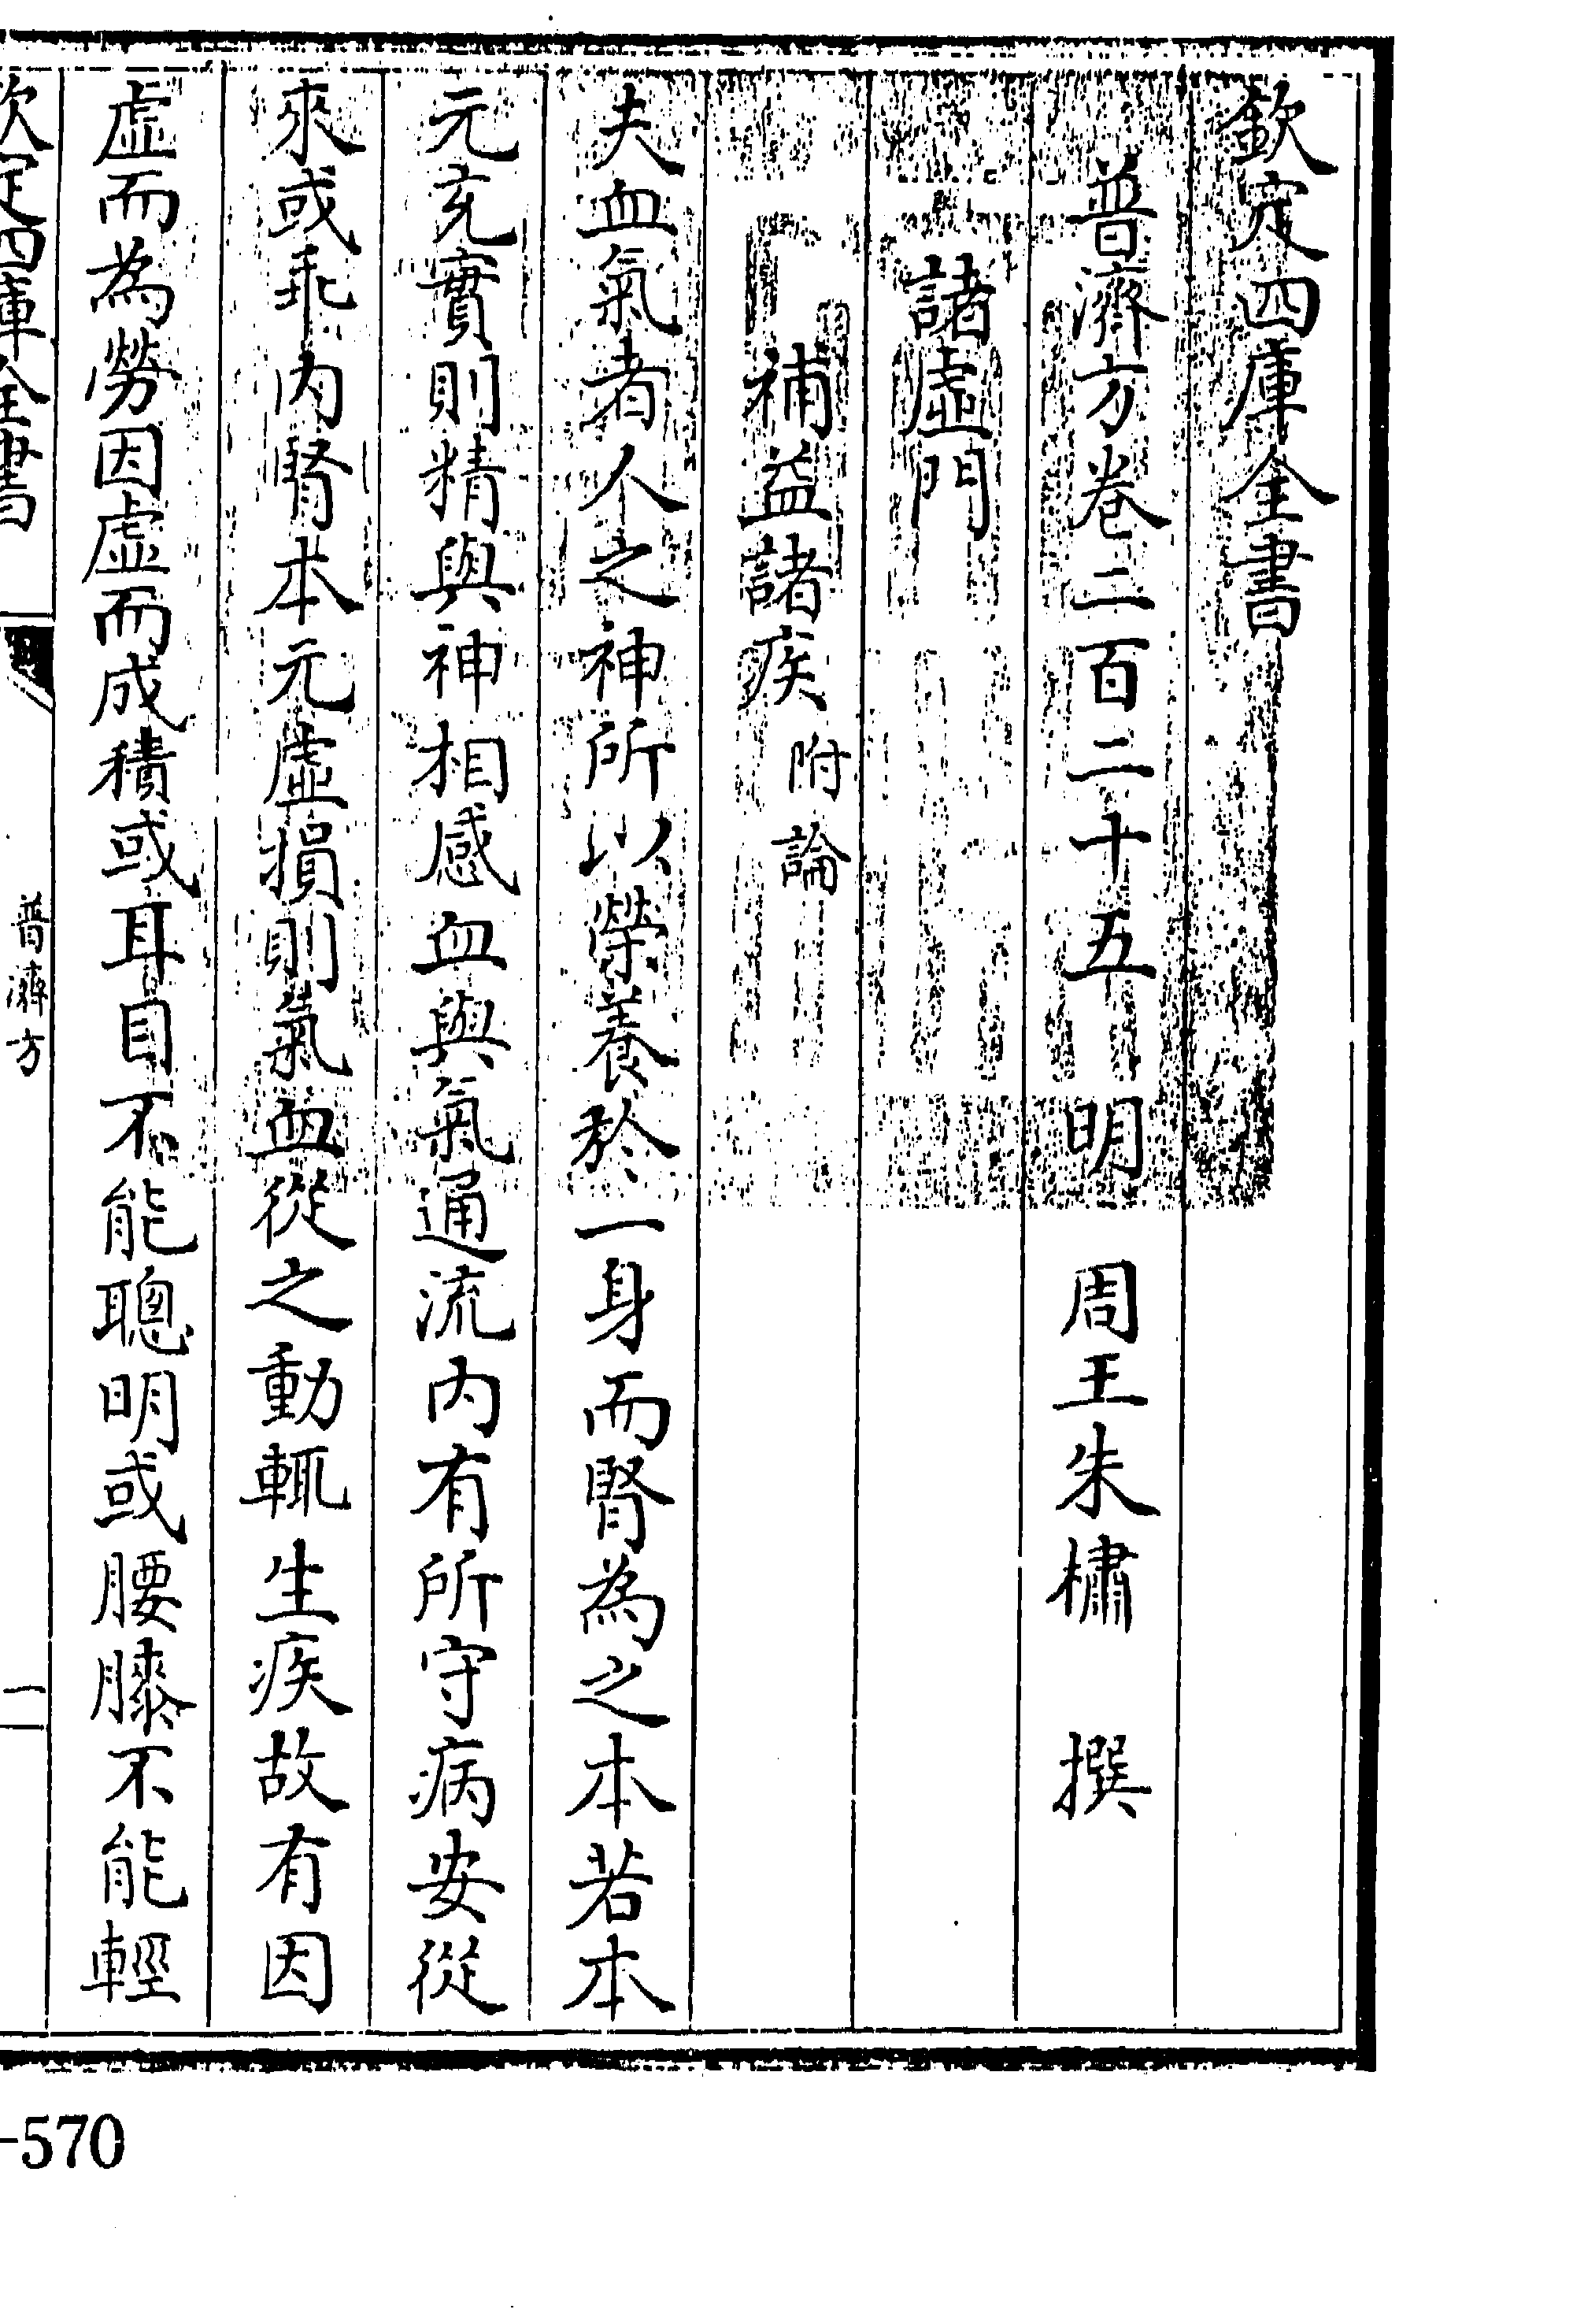 欽定四庫全書
普濟方卷二百二十五 明 周王朱橚 撰
諸虛門
補益諸疾附論
夫血氣者人之神所以榮養於一身而腎為之本若本
元充實則精與神相感血與氣通流内有所守病安從
來或乖内腎本元虛損則氣血從之動輒生疾故有因
虛而為勞因虛而成積或耳目不能聰明或腰膝不能輕
欽定四庫全書
普濟方
一
-570